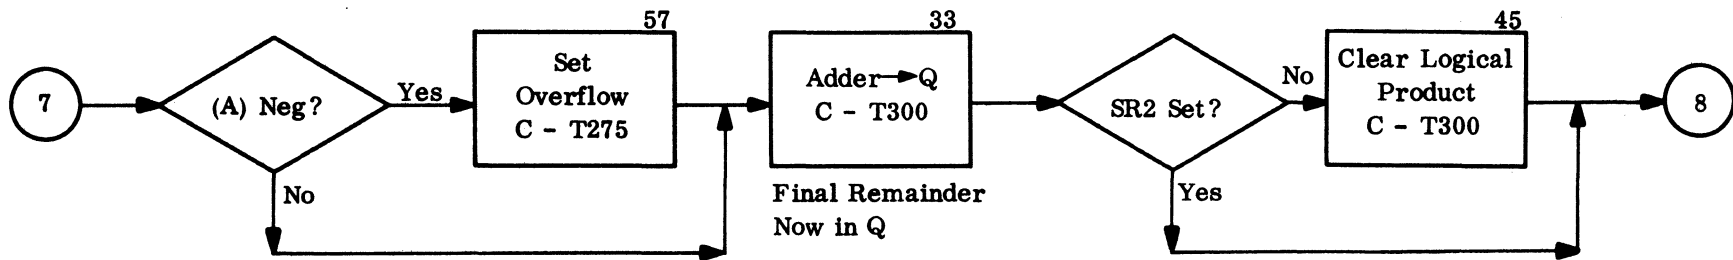 7
(A) Neg?
Yes
No
57
Set
Overflow
C - T275
33
Adder→Q
C - T300
Final Remainder
Now in Q
SR2 Set?
No
Yes
45
Clear Logical
Product
C - T300
8